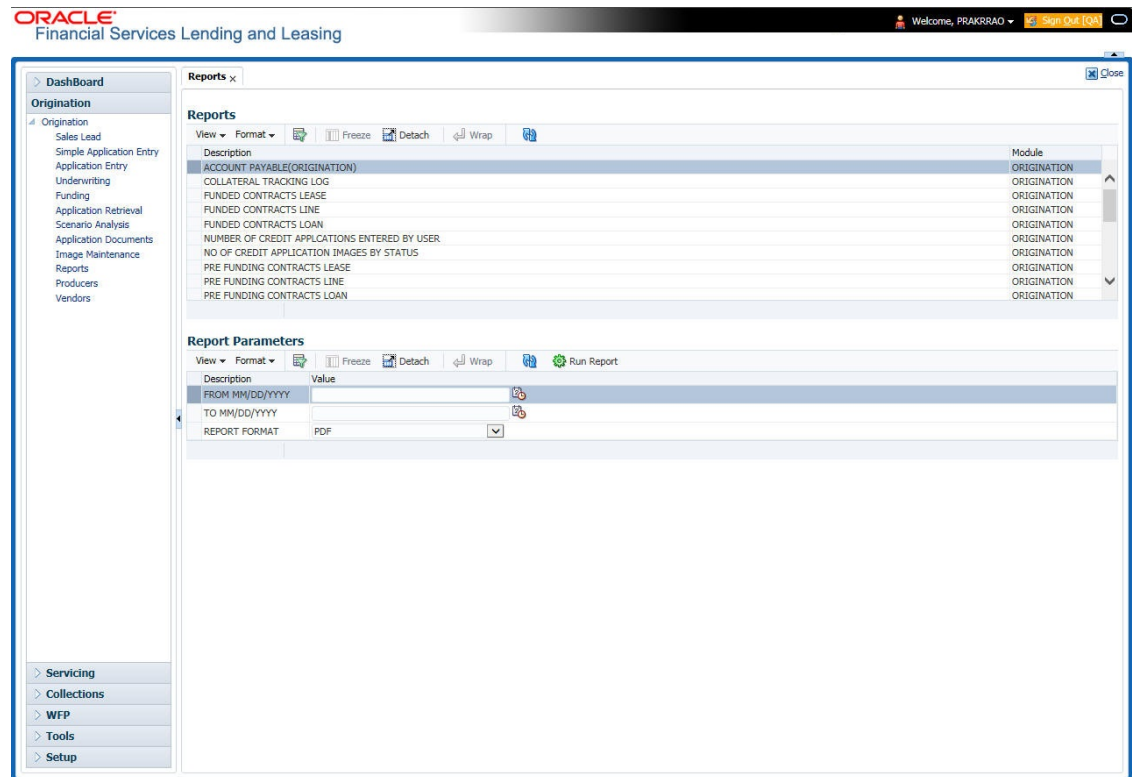 ORACLE®
Financial Services Lending and Leasing
Welcome, PRAKRRAO
Sign Out [QA]
DashBoard
Origination
Origination
Sales Lead
Simple Application Entry
Application Entry
Underwriting
Funding
Application Retrieval
Scenario Analysis
Application Documents
Image Maintenance
Reports
Producers
Vendors
Servicing
Collections
WFP
Tools
Setup
Reports x
Close
Reports
View Format Freeze Detach Wrap
Description Module
ACCOUNT PAYABLE(ORIGINATION) ORIGINATION
COLLATERAL TRACKING LOG ORIGINATION
FUNDED CONTRACTS LEASE ORIGINATION
FUNDED CONTRACTS LINE ORIGINATION
FUNDED CONTRACTS LOAN ORIGINATION
NUMBER OF CREDIT APPLCATIONS ENTERED BY USER ORIGINATION
NO OF CREDIT APPLICATION IMAGES BY STATUS ORIGINATION
PRE FUNDING CONTRACTS LEASE ORIGINATION
PRE FUNDING CONTRACTS LINE ORIGINATION
PRE FUNDING CONTRACTS LOAN ORIGINATION
Report Parameters
View Format Freeze Detach Wrap Run Report
Description Value
FROM MM/DD/YYYY
TO MM/DD/YYYY
REPORT FORMAT PDF